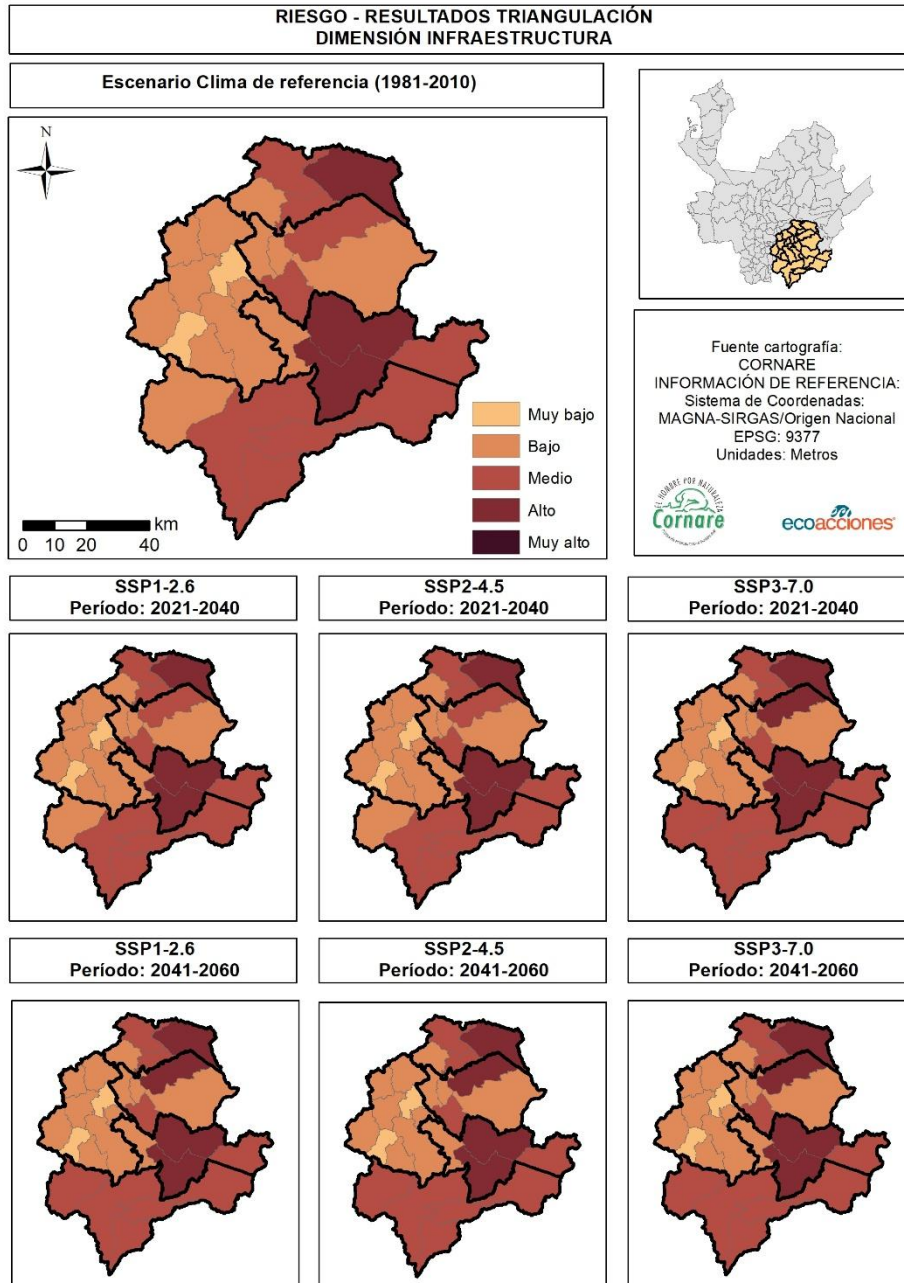 RIESGO - RESULTADOS TRIANGULACIÓN
DIMENSIÓN INFRAESTRUCTURA
Escenario Clima de referencia (1981-2010)
N
Muy bajo
Bajo
Medio
Alto
Muy alto
km
0 10 20 40
Fuente cartografía:
CORNARE
INFORMACIÓN DE REFERENCIA:
Sistema de Coordenadas:
MAGNA-SIRGAS/Origen Nacional
EPSG: 9377
Unidades: Metros
EL HOMBRE POR NATURALEZA
Cornare
ecoacciones
SSP1-2.6
Período: 2021-2040
SSP2-4.5
Período: 2021-2040
SSP3-7.0
Período: 2021-2040
SSP1-2.6
Período: 2041-2060
SSP2-4.5
Período: 2041-2060
SSP3-7.0
Período: 2041-2060